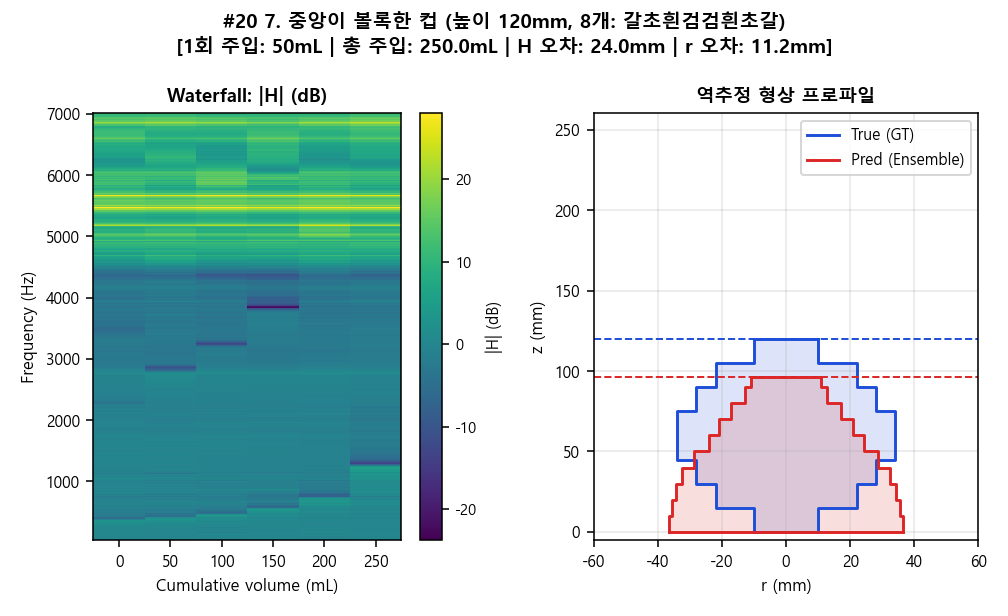 #20 7. 중앙이 볼록한 컵 (높이 120mm, 8개: 갈초흰검검흰초갈)
[1회 주입: 50mL | 총 주입: 250.0mL | H 오차: 24.0mm | r 오차: 11.2mm]
Waterfall: |H| (dB)
7000
6000
5000
4000
3000
2000
1000
Frequency (Hz)
0 50 100 150 200 250
Cumulative volume (mL)
20
10
0
-10
-20
|H| (dB)
역추정 형상 프로파일
True (GT)
Pred (Ensemble)
250
200
150
100
50
0
z (mm)
-60 -40 -20 0 20 40 60
r (mm)